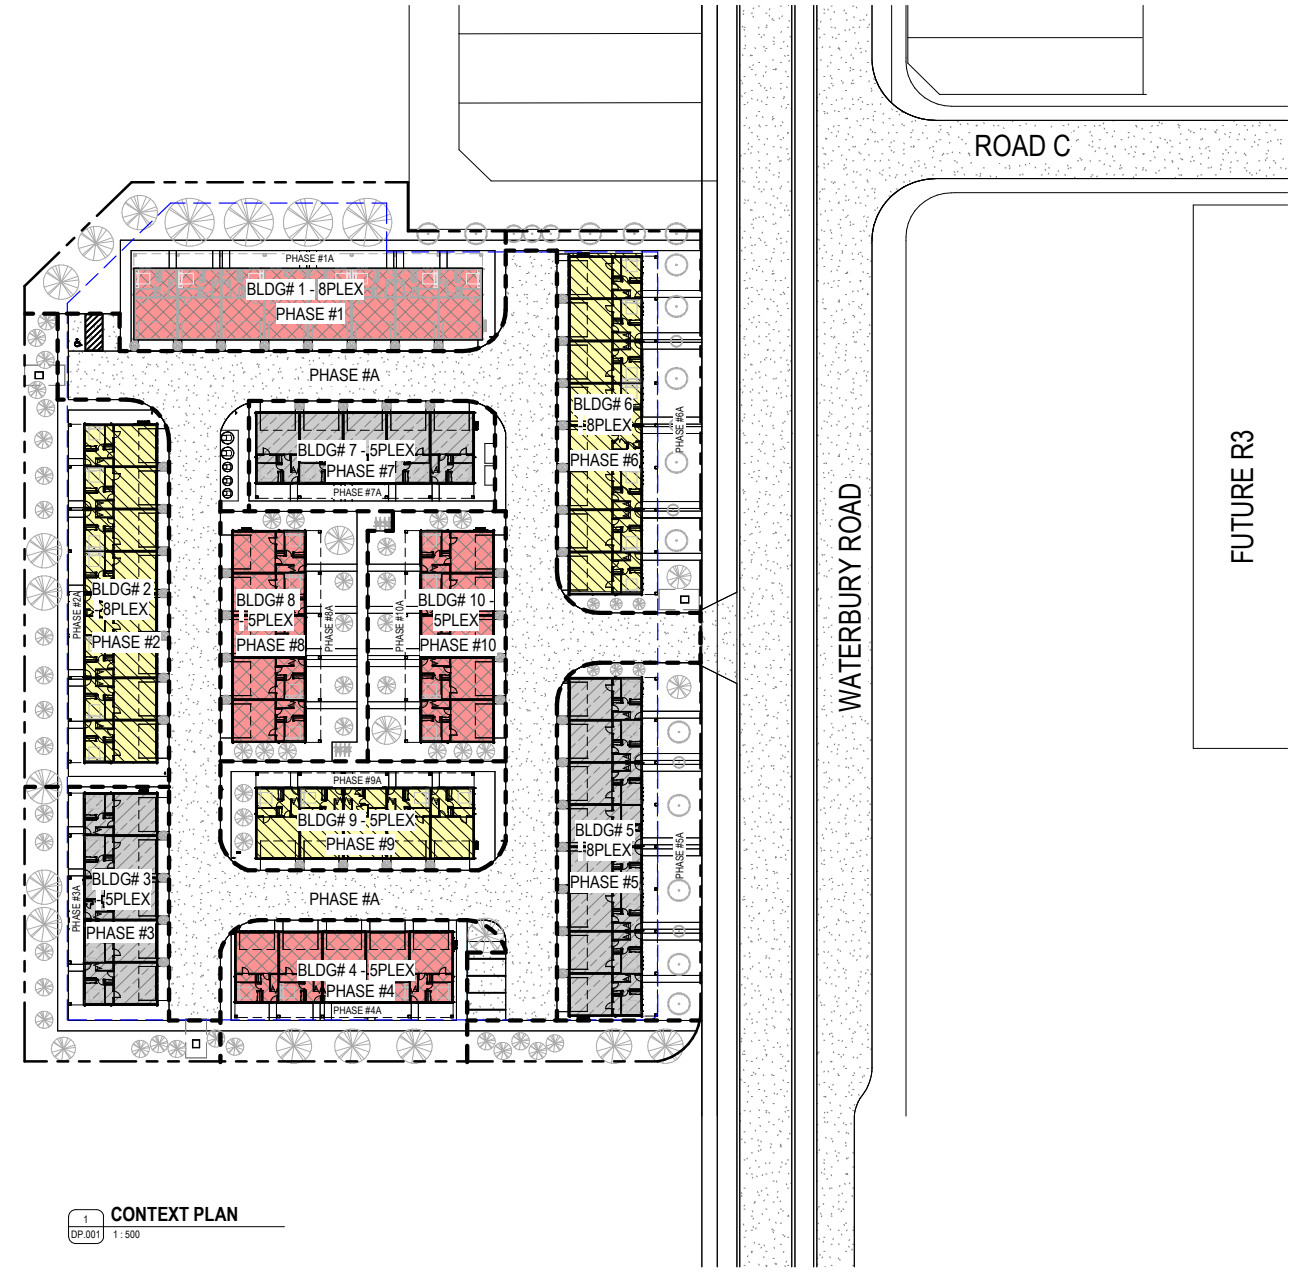 ROAD C
PHASE #1A
BLDG# 1 - 8PLEX
PHASE #1
PHASE #A
BLDG# 6
- 8PLEX
PHASE #6
PHASE #6A
BLDG# 7 - 5PLEX
PHASE #7
PHASE #7A
FUTURE R3
WATERBURY ROAD
BLDG# 2
- 8PLEX
PHASE #2
PHASE #2A
BLDG# 8
- 5PLEX
PHASE #8
PHASE #8A
PHASE #10A
BLDG# 10 -
5PLEX
PHASE #10
PHASE #9A
BLDG# 9 - 5PLEX
PHASE #9
BLDG# 5
- 8PLEX
PHASE #5
PHASE #5A
BLDG# 3
- 5PLEX
PHASE #3
PHASE #3A
PHASE #A
BLDG# 4 - 5PLEX
PHASE #4
PHASE #4A
1
DP.001
CONTEXT PLAN
1 : 500